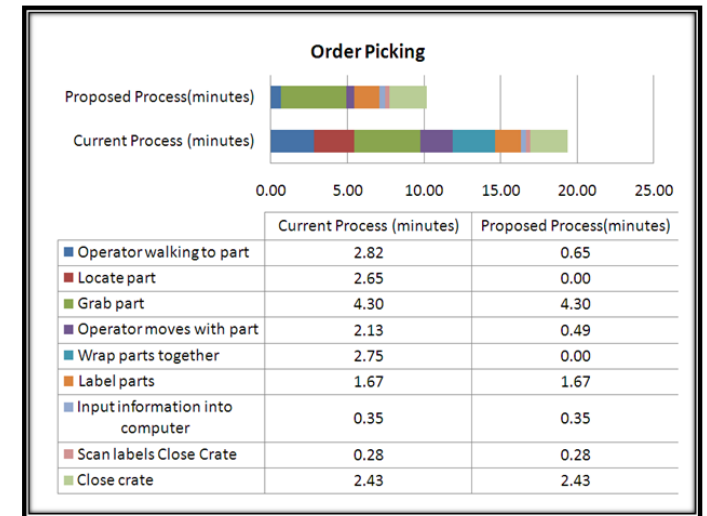 Order Picking
Proposed Process(minutes)
Current Process (minutes)
0.00 5.00 10.00 15.00 20.00 25.00
Current Process (minutes) Proposed Process(minutes)
Operator walking to part 2.82 0.65
Locate part 2.65 0.00
Grab part 4.30 4.30
Operator moves with part 2.13 0.49
Wrap parts together 2.75 0.00
Label parts 1.67 1.67
Input information into
computer 0.35 0.35
Scan labels Close Crate 0.28 0.28
Close crate 2.43 2.43